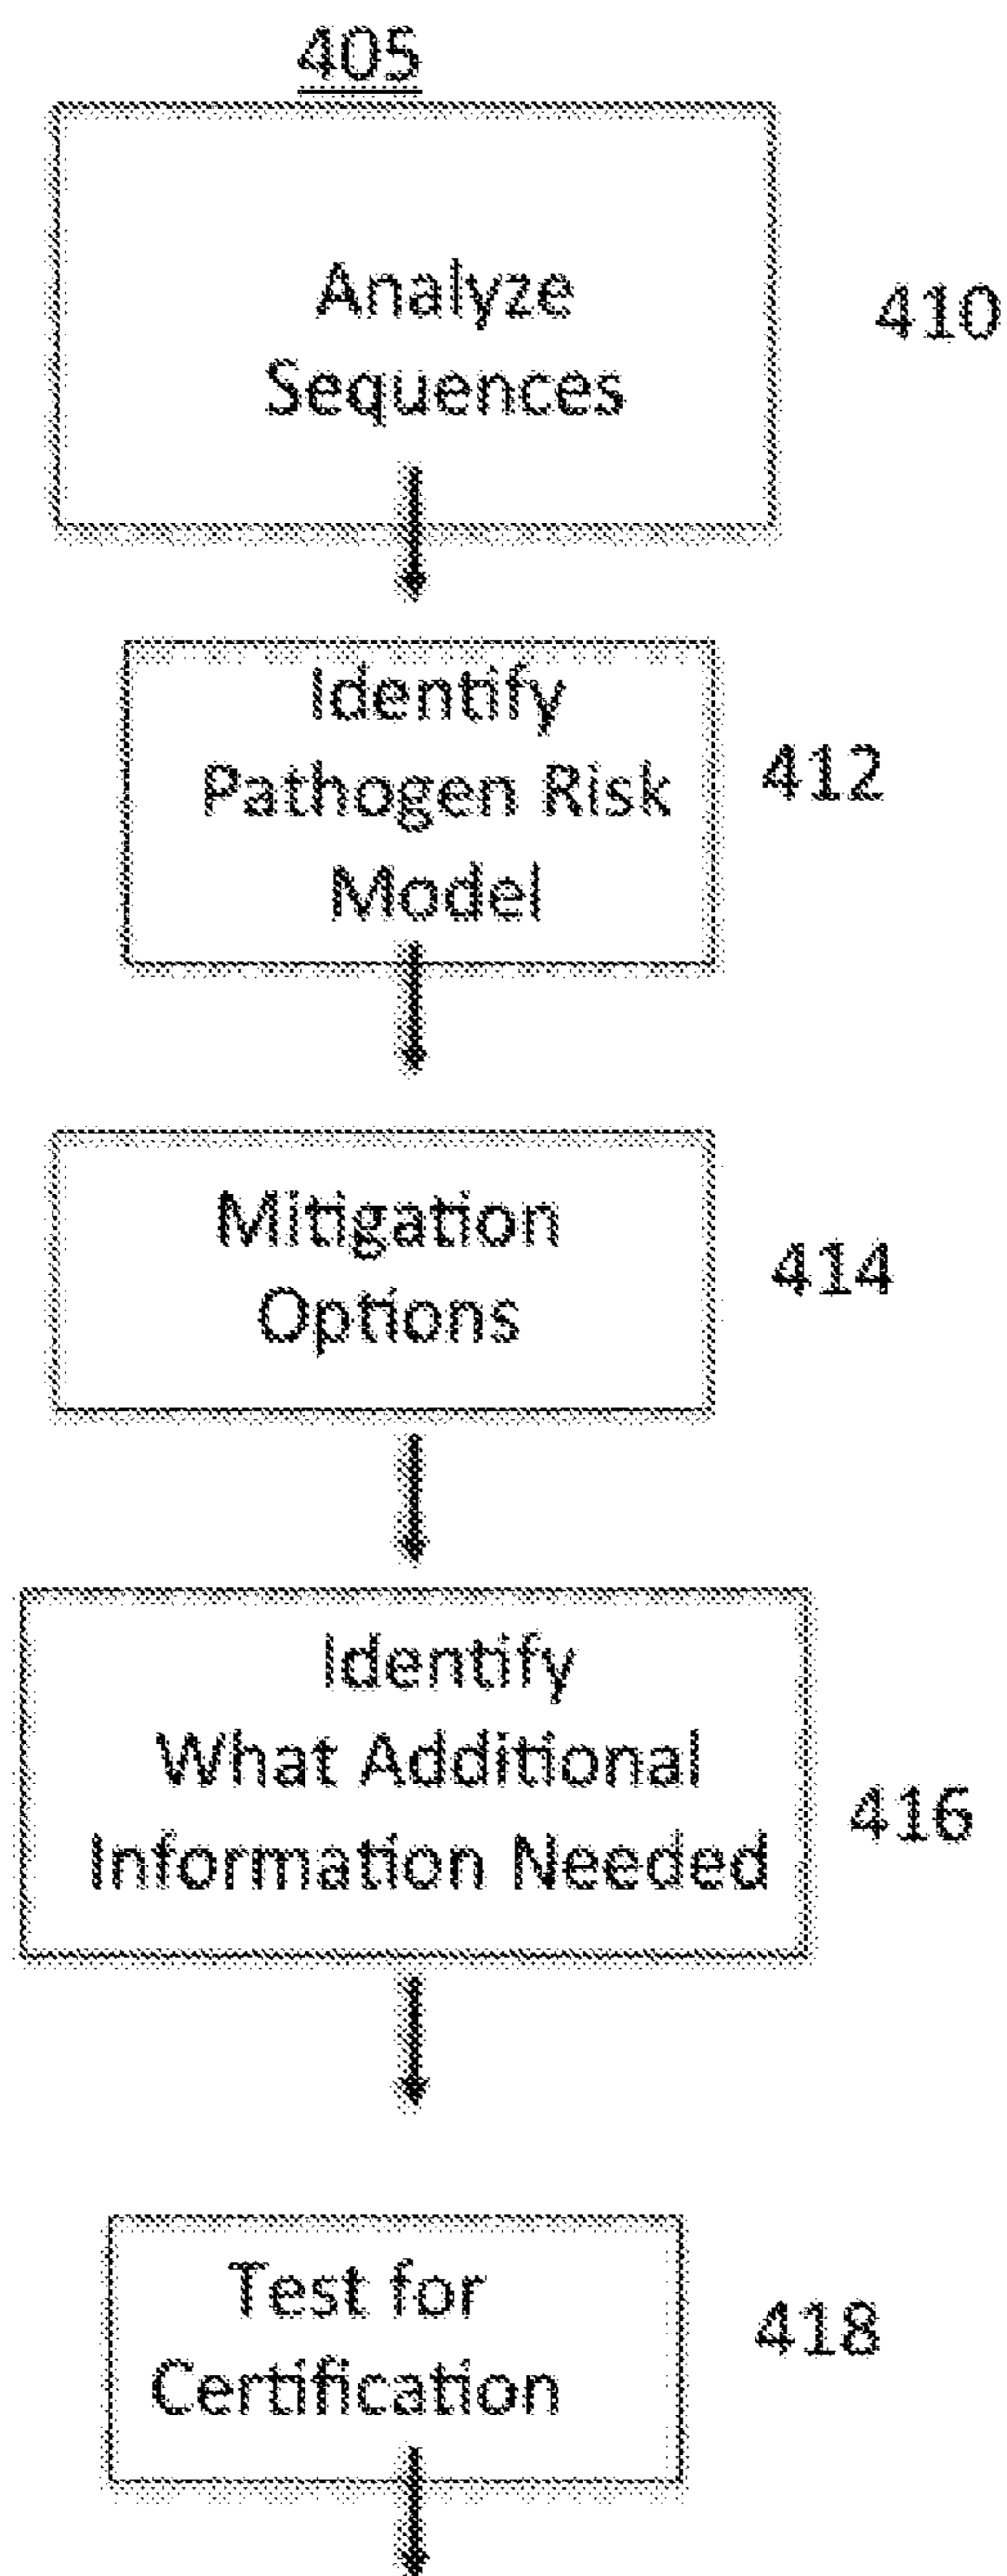 405
Analyze
Sequences
410
Identify
Pathogen Risk
Model
412
Mitigation
Options
414
Identify
What Additional
Information Needed
416
Test for
Certification
418